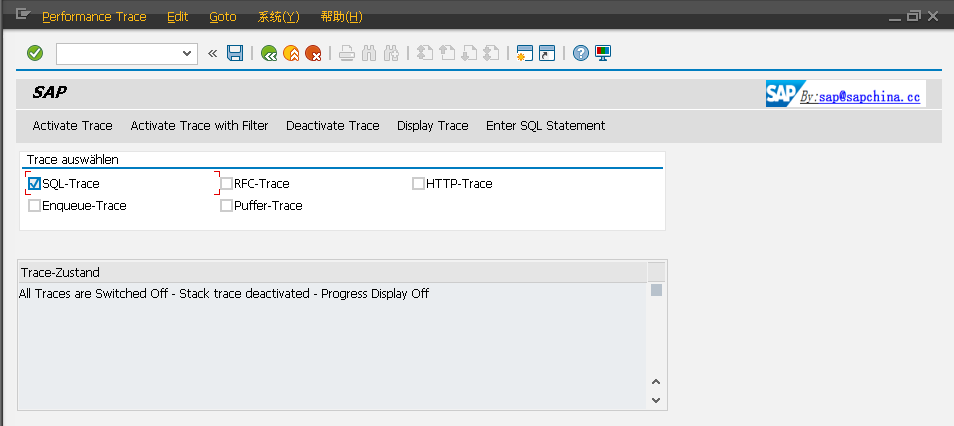 Performance Trace Edit Goto 系统(Y) 帮助(H)
SAP
SAP By:sap@sapchina.cc
Activate Trace Activate Trace with Filter Deactivate Trace Display Trace Enter SQL Statement
Trace auswählen
SQL-Trace RFC-Trace HTTP-Trace
Enqueue-Trace Puffer-Trace
Trace-Zustand
All Traces are Switched Off - Stack trace deactivated - Progress Display Off